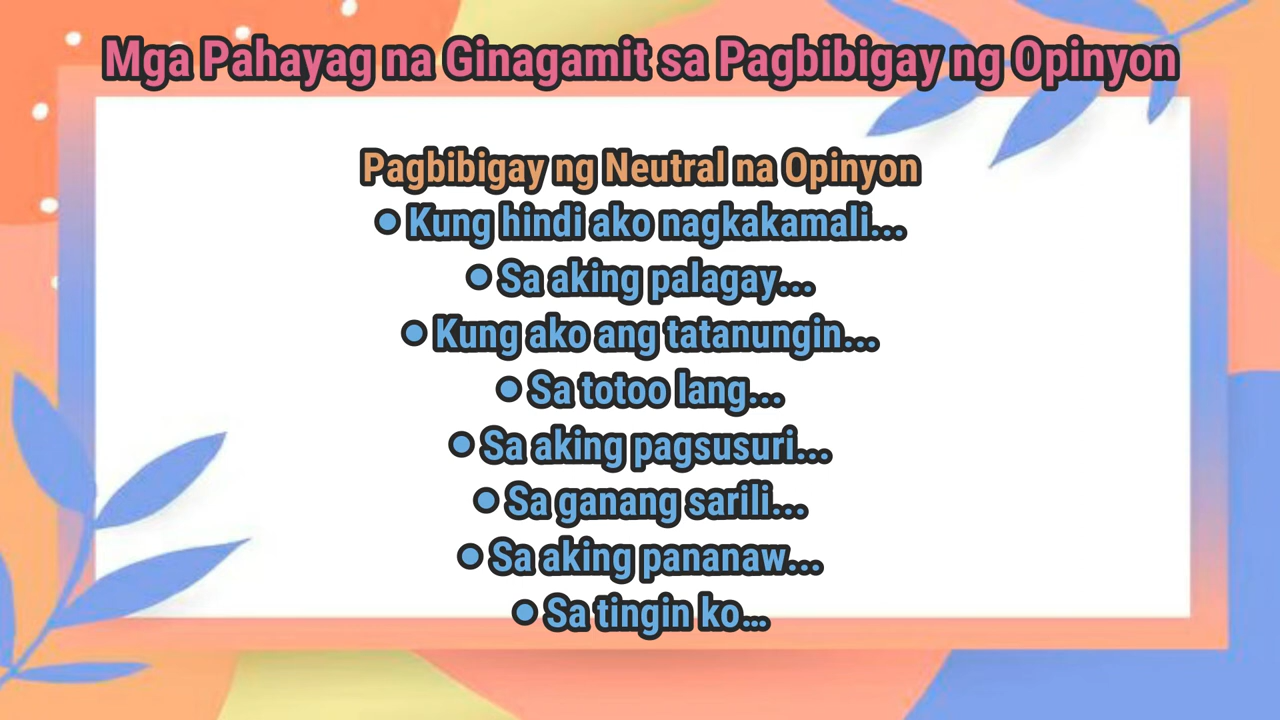 Mga Pahayag na Ginagamit sa Pagbibigay ng Opinyon
Pagbibigay ng Neutral na Opinyon
• Kung hindi ako nagkakamali...
• Sa aking palagay...
• Kung ako ang tatanungin...
• Sa totoo lang...
• Sa aking pagsusuri...
• Sa ganang sarili...
• Sa aking pananaw...
• Sa tingin ko...